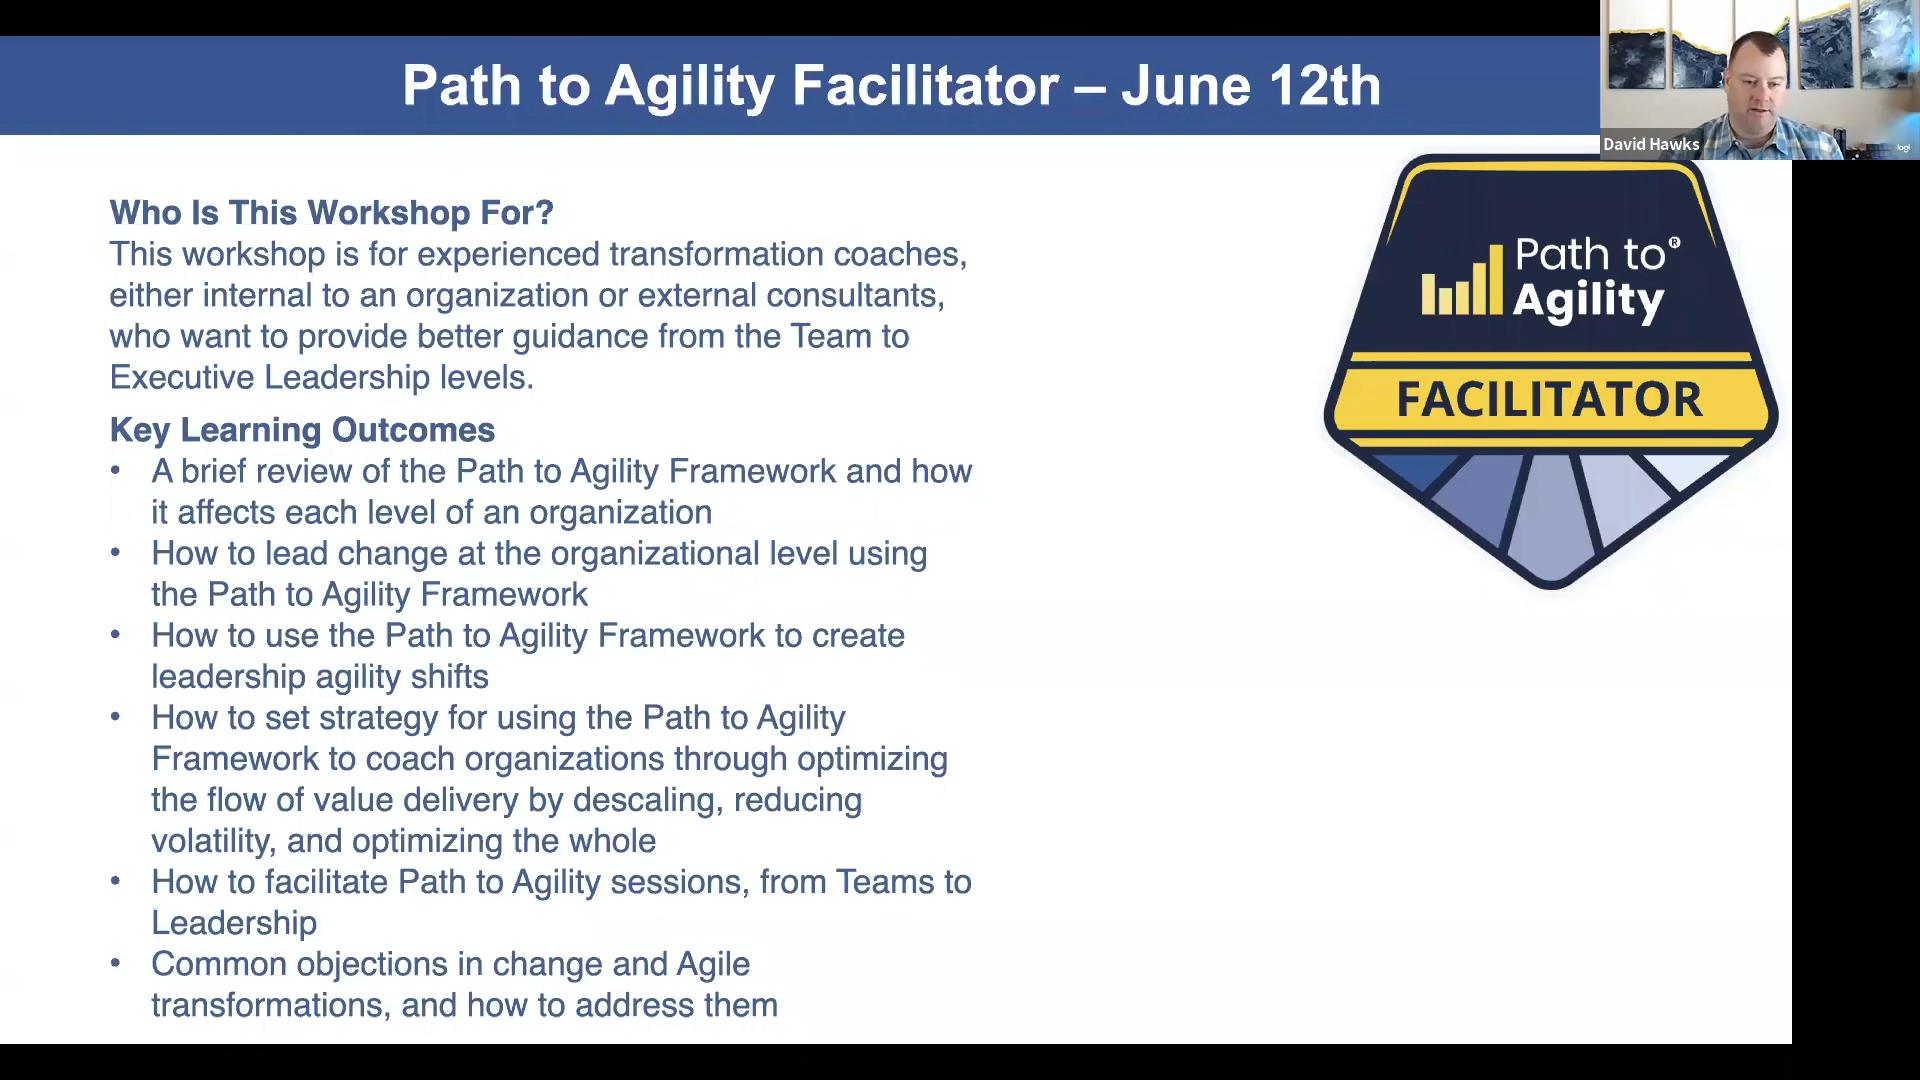 Path to Agility Facilitator – June 12th
David Hawks
logi
Who Is This Workshop For?
This workshop is for experienced transformation coaches,
either internal to an organization or external consultants,
who want to provide better guidance from the Team to
Executive Leadership levels.
Key Learning Outcomes
• A brief review of the Path to Agility Framework and how
it affects each level of an organization
• How to lead change at the organizational level using
the Path to Agility Framework
• How to use the Path to Agility Framework to create
leadership agility shifts
• How to set strategy for using the Path to Agility
Framework to coach organizations through optimizing
the flow of value delivery by descaling, reducing
volatility, and optimizing the whole
• How to facilitate Path to Agility sessions, from Teams to
Leadership
• Common objections in change and Agile
transformations, and how to address them
Path to®
Agility
FACILITATOR